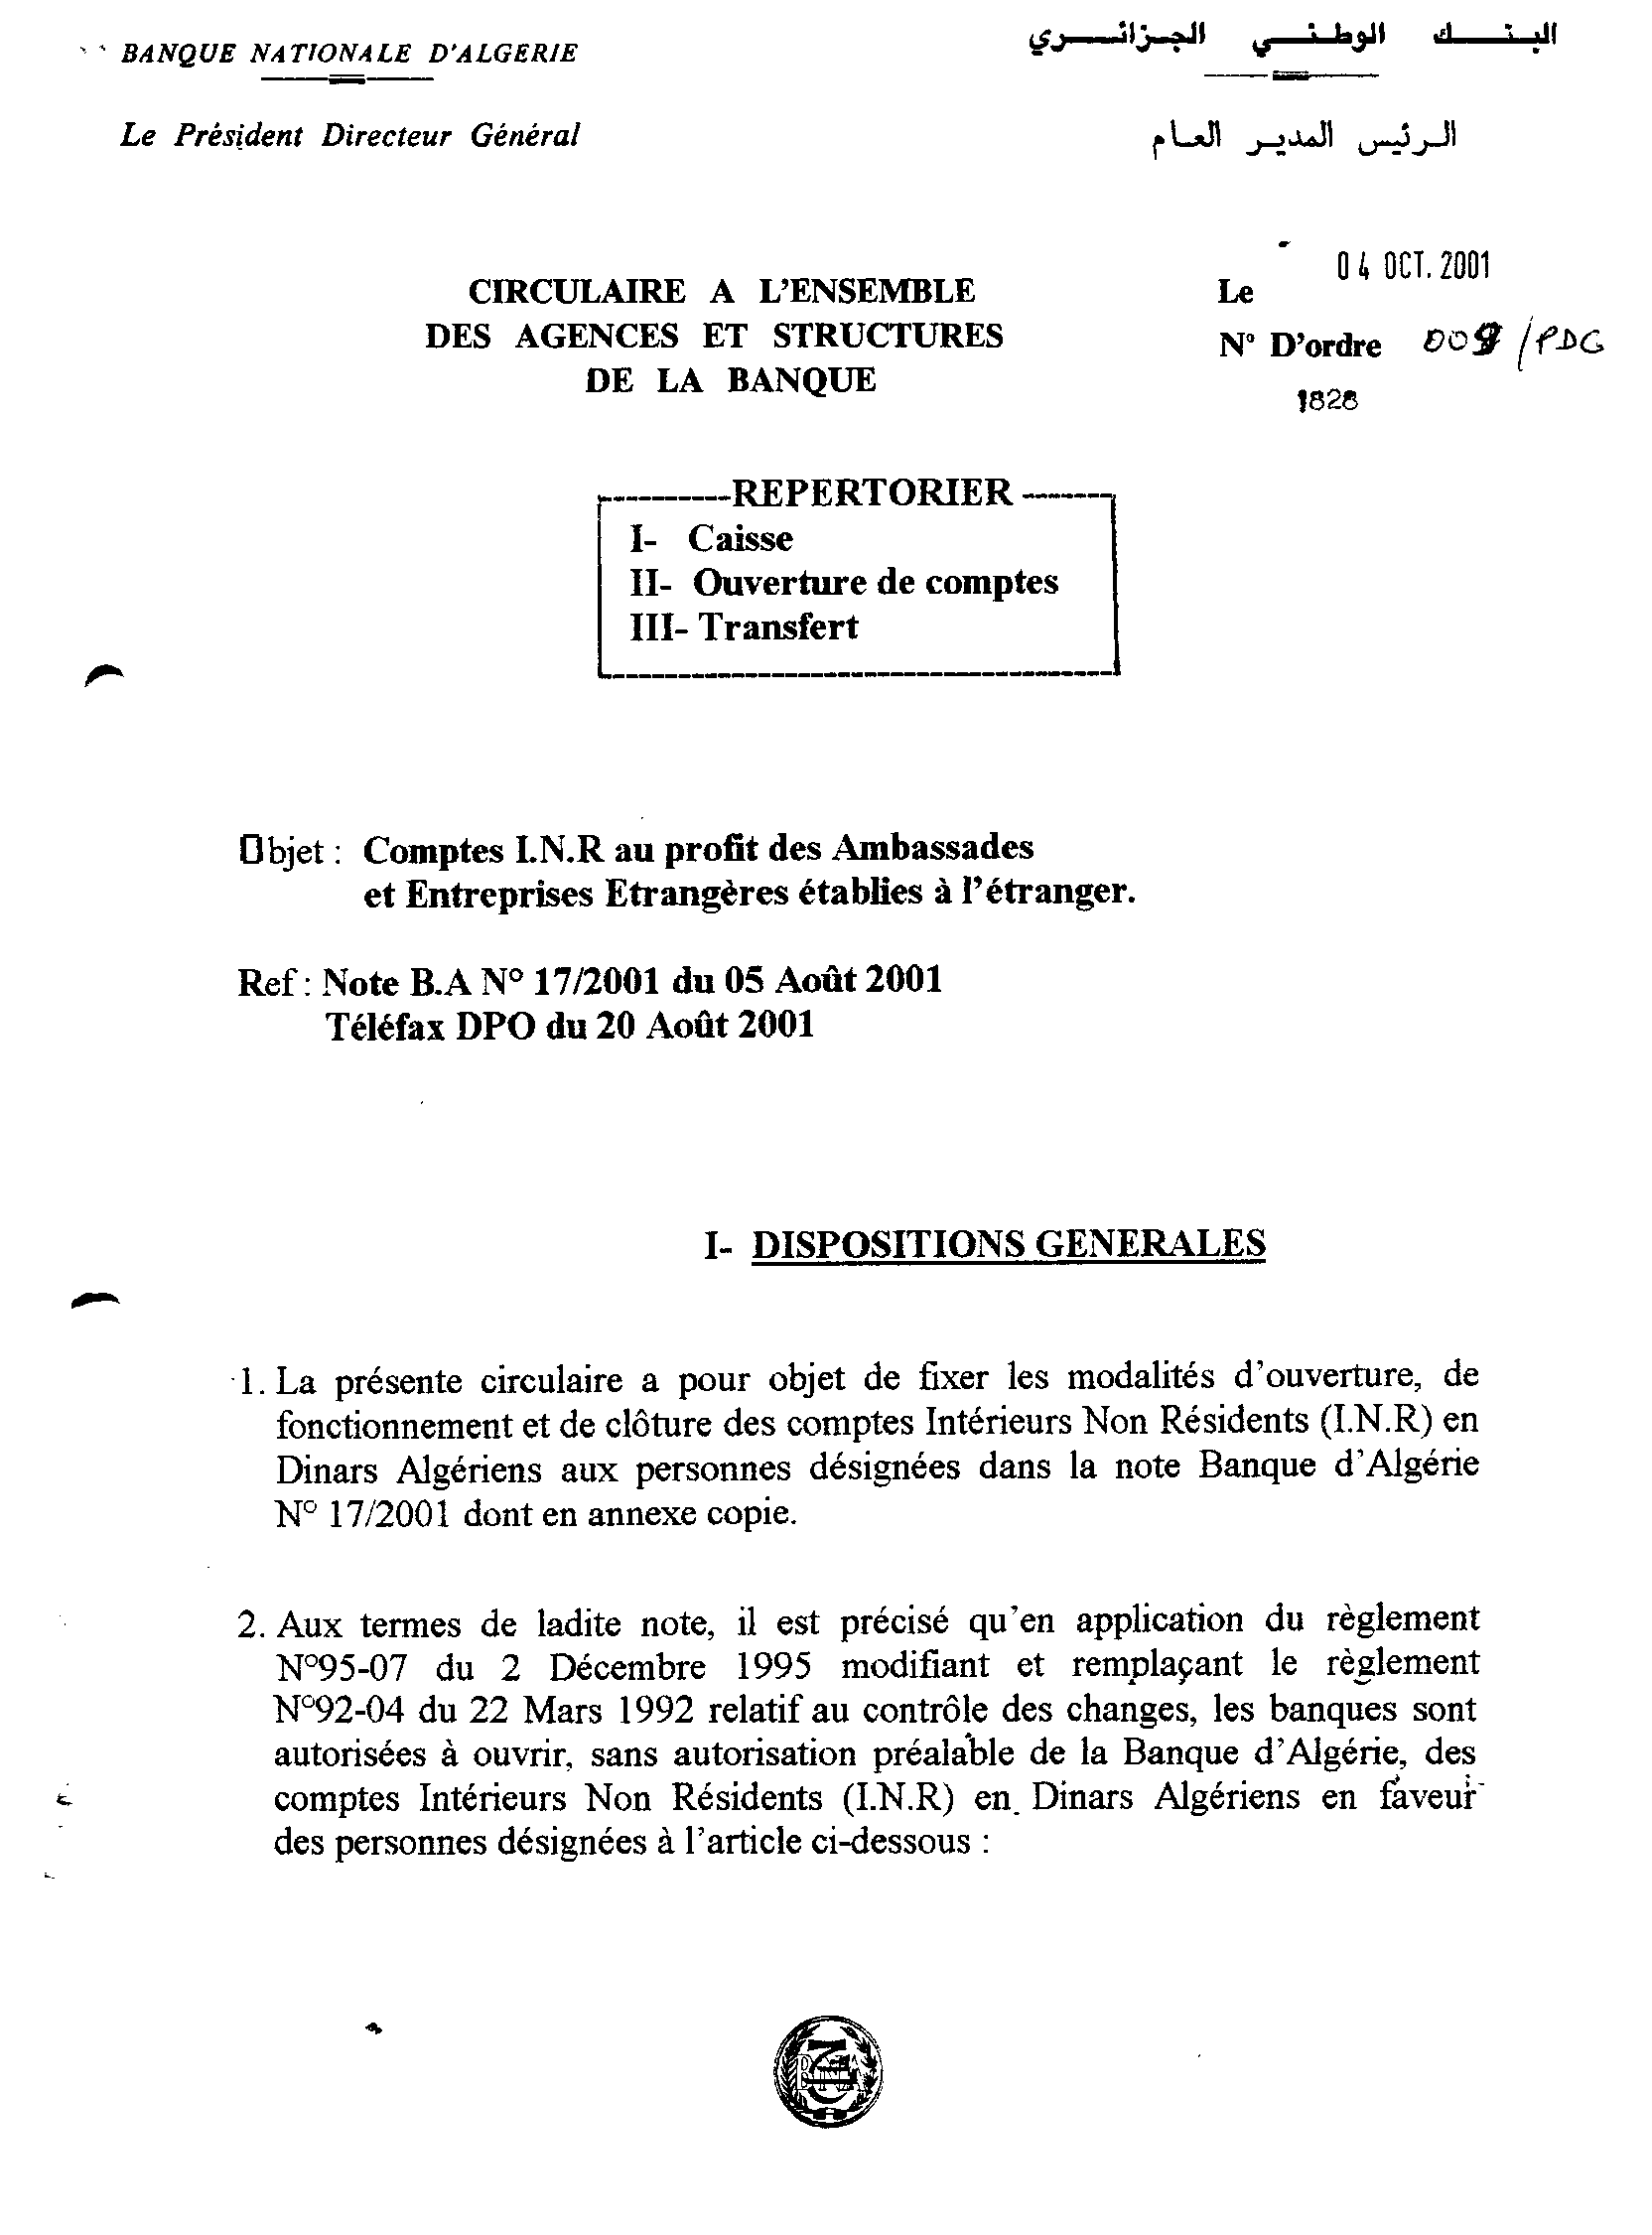 BANQUE NATIONALE D'ALGERIE
البنك الوطني الجزائري
Le Président Directeur Général
الرئيس المدير العام
CIRCULAIRE A L'ENSEMBLE
DES AGENCES ET STRUCTURES
DE LA BANQUE
Le 04 OCT. 2001
N° D'ordre /PDG
1828
REPERTORIER
I- Caisse
II- Ouverture de comptes
III- Transfert
Objet : Comptes I.N.R au profit des Ambassades
et Entreprises Etrangères établies à l'étranger.
Ref : Note B.A N° 17/2001 du 05 Août 2001
Téléfax DPO du 20 Août 2001
I- DISPOSITIONS GENERALES
1. La présente circulaire a pour objet de fixer les modalités d'ouverture, de
fonctionnement et de clôture des comptes Intérieurs Non Résidents (I.N.R) en
Dinars Algériens aux personnes désignées dans la note Banque d'Algérie
N° 17/2001 dont en annexe copie.
2. Aux termes de ladite note, il est précisé qu'en application du règlement
N°95-07 du 2 Décembre 1995 modifiant et remplaçant le règlement
N°92-04 du 22 Mars 1992 relatif au contrôle des changes, les banques sont
autorisées à ouvrir, sans autorisation préalable de la Banque d'Algérie, des
comptes Intérieurs Non Résidents (I.N.R) en Dinars Algériens en faveur
des personnes désignées à l'article ci-dessous :
BNA